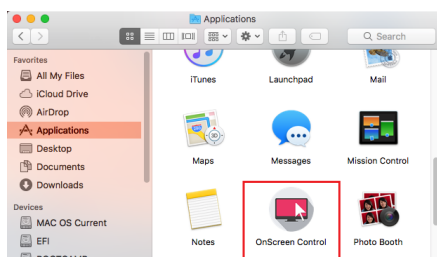 Applications
Search
Favorites
All My Files
iCloud Drive
AirDrop
Applications
Desktop
Documents
Downloads
Devices
MAC OS Current
EFI
iTunes
Launchpad
Mail
Maps
Messages
Mission Control
Notes
OnScreen Control
Photo Booth